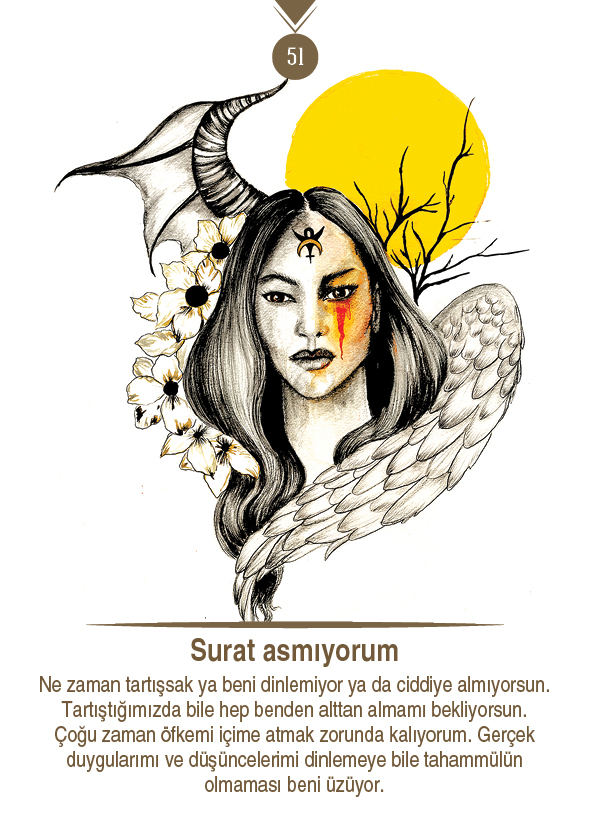 51
Surat asmıyorum
Ne zaman tartışsak ya beni dinlemiyor ya da ciddiye almıyorsun.
Tartıştığımızda bile hep benden alttan almamı bekliyorsun.
Çoğu zaman öfkemi içime atmak zorunda kalıyorum. Gerçek
duygularımı ve düşüncelerimi dinlemeye bile tahammülün
olmaması beni üzüyor.